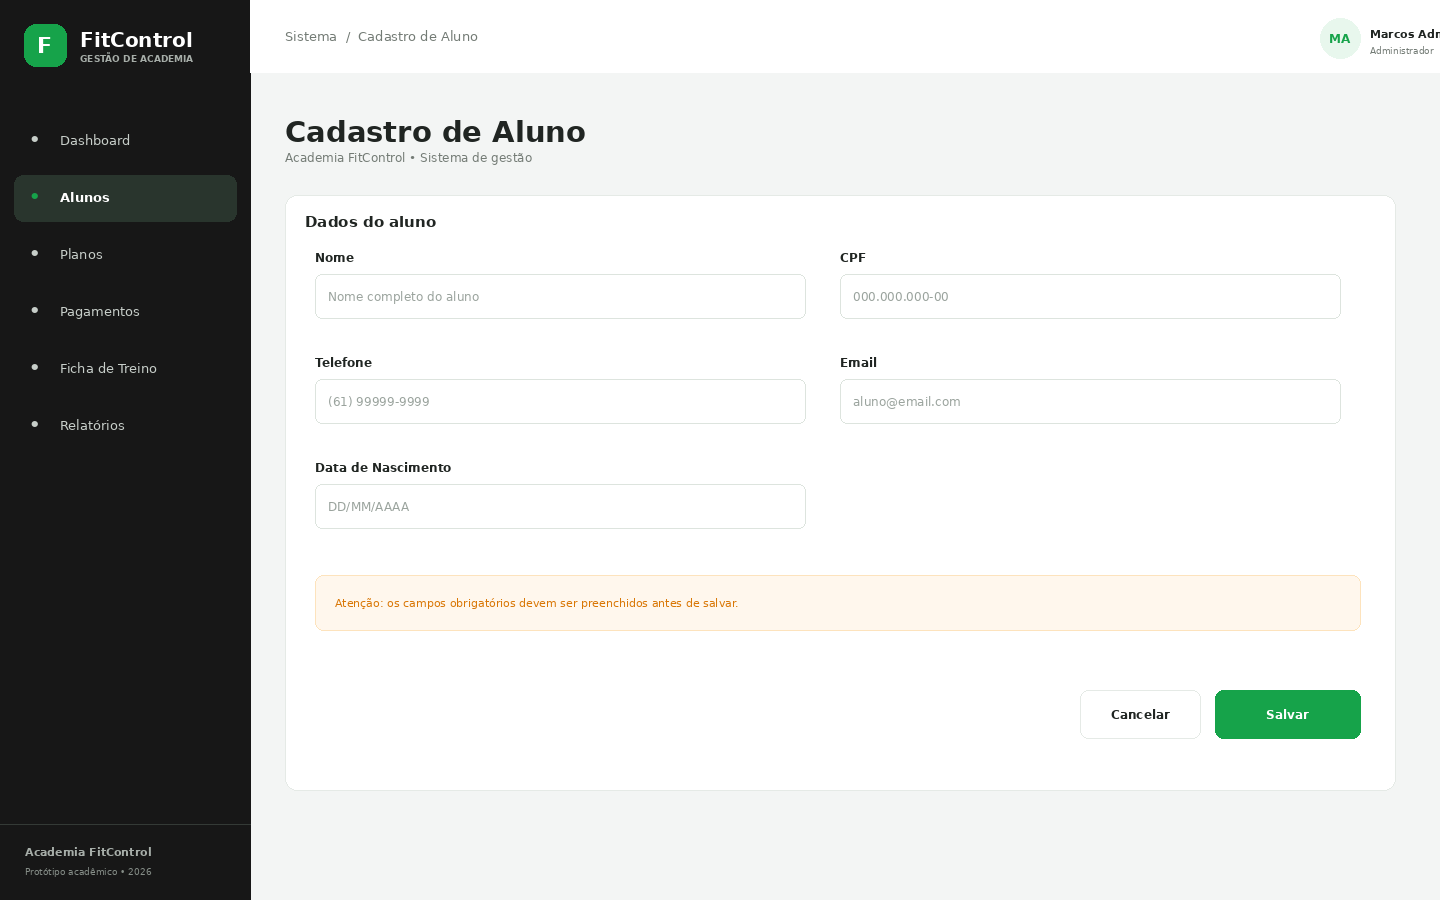 F
FitControl
GESTÃO DE ACADEMIA
• Dashboard
• Alunos
• Planos
• Pagamentos
• Ficha de Treino
• Relatórios
Academia FitControl
Protótipo acadêmico • 2026
Sistema / Cadastro de Aluno
MA
Marcos Adm
Administrador
Cadastro de Aluno
Academia FitControl • Sistema de gestão
Dados do aluno
Nome
Nome completo do aluno
CPF
000.000.000-00
Telefone
(61) 99999-9999
Email
aluno@email.com
Data de Nascimento
DD/MM/AAAA
Atenção: os campos obrigatórios devem ser preenchidos antes de salvar.
Cancelar
Salvar